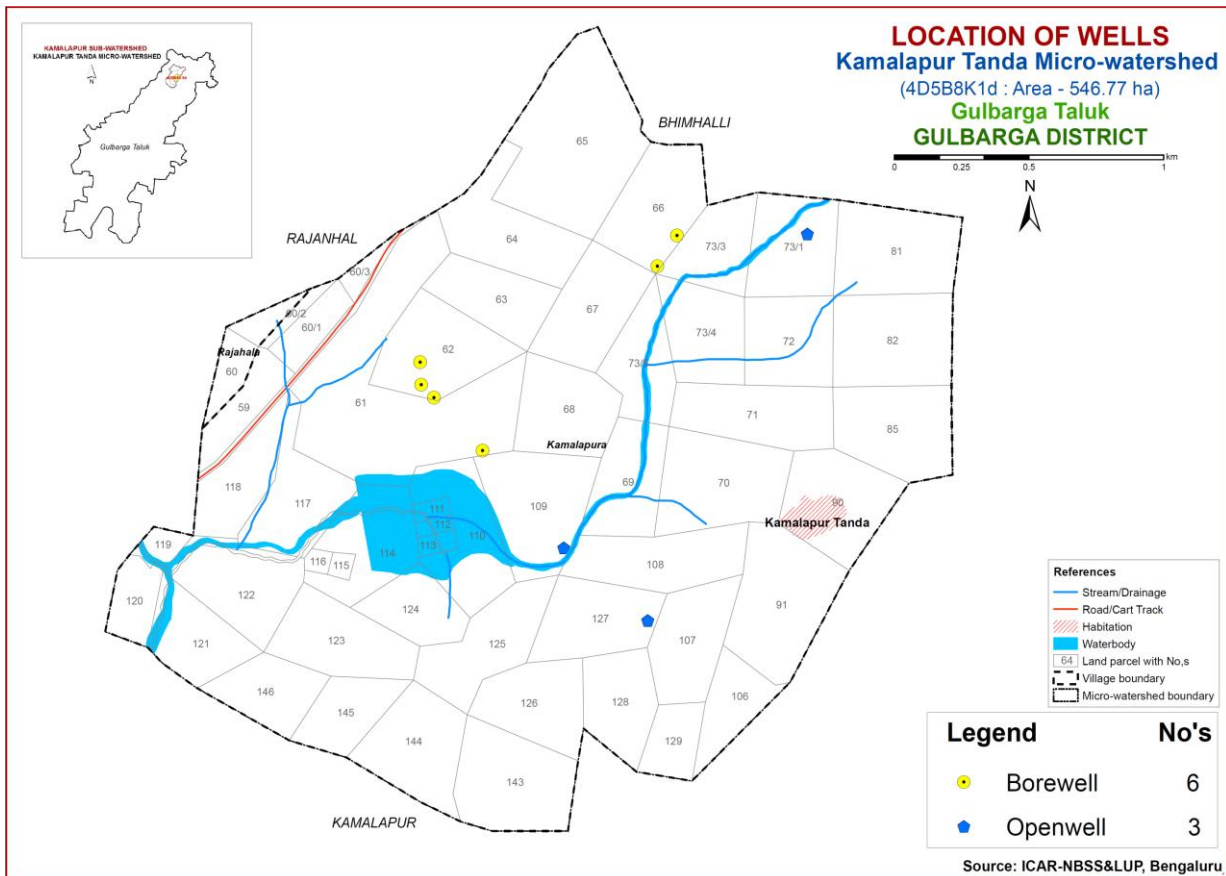 KAMALAPUR SUB-WATERSHED
KAMALAPUR TANDA MICRO-WATERSHED
N
Gulbarga Taluk
LOCATION OF WELLS
Kamalapur Tanda Micro-watershed
(4D5B8K1d : Area - 546.77 ha)
Gulbarga Taluk
GULBARGA DISTRICT
km
0 0.25 0.5 1
N
BHIMHALLI
RAJANHAL
KAMALAPUR
65
66
64
73/3
73/1
81
60/3
63
67
60/2
60/1
73/4
72
82
62
Rajahala
60
59
61
68
71
85
Kamalapura
118
117
69
70
90
Kamalapur Tanda
109
111
112
113
110
114
119
116
115
108
120
122
124
91
121
123
125
127
107
146
145
126
128
106
144
129
143
References
Stream/Drainage
Road/Cart Track
Habitation
Waterbody
64 Land parcel with No,s
Village boundary
Micro-watershed boundary
Legend No's
Borewell 6
Openwell 3
Source: ICAR-NBSS&LUP, Bengaluru